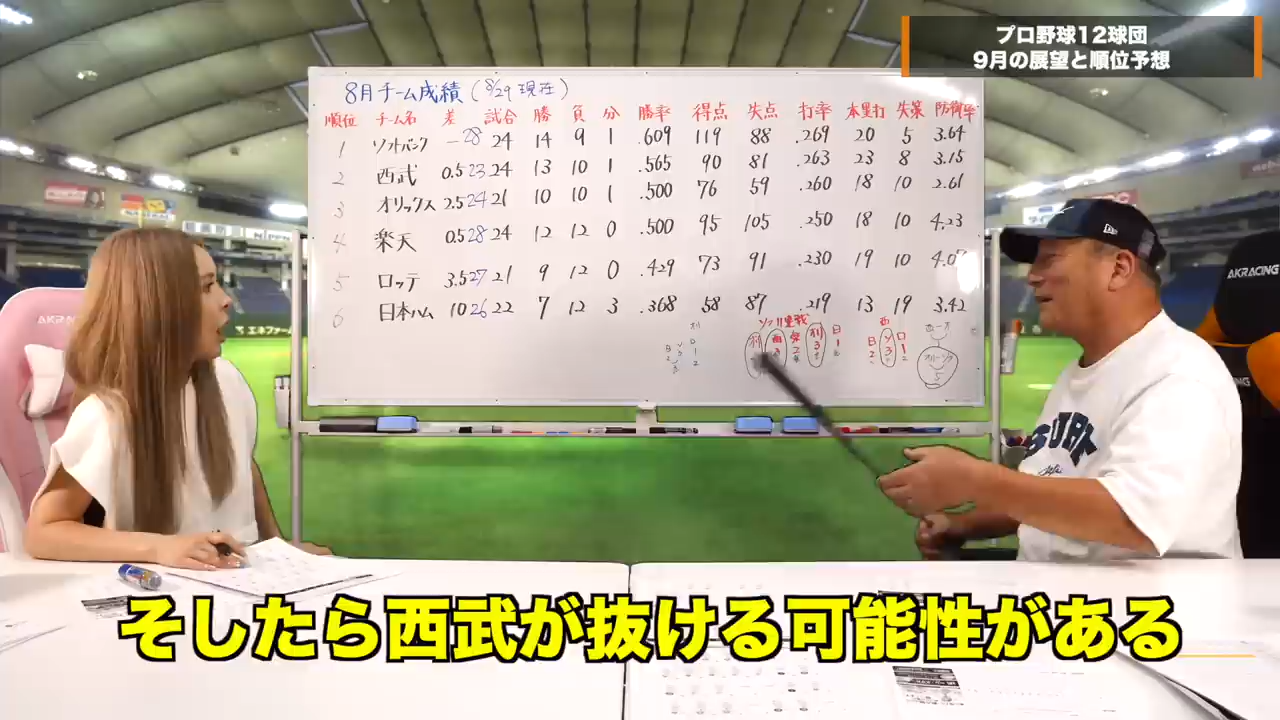 プロ野球12球団
9月の展望と順位予想
8月チーム成績(8/29現在)
順位 チーム名 差 試合 勝 負 分 勝率 得点 失点 打率 本塁打 失策 防御率
1 ソフトバンク -28 24 14 9 1 .609 119 88 .269 20 5 3.64
2 西武 0.5 23 24 13 10 1 .565 90 81 .263 23 8 3.15
3 オリックス 2.5 24 21 10 10 1 .500 76 59 .260 18 10 2.61
4 楽天 0.5 28 24 12 12 0 .500 95 105 .250 18 10 4.23
5 ロッテ 3.5 27 21 9 12 0 .429 73 91 .230 19 10
6 日本ハム 10 26 22 7 12 3 .368 58 87 .219 13 19 3.42
AKRACING
エネファーム
そしたら西武が抜ける可能性がある